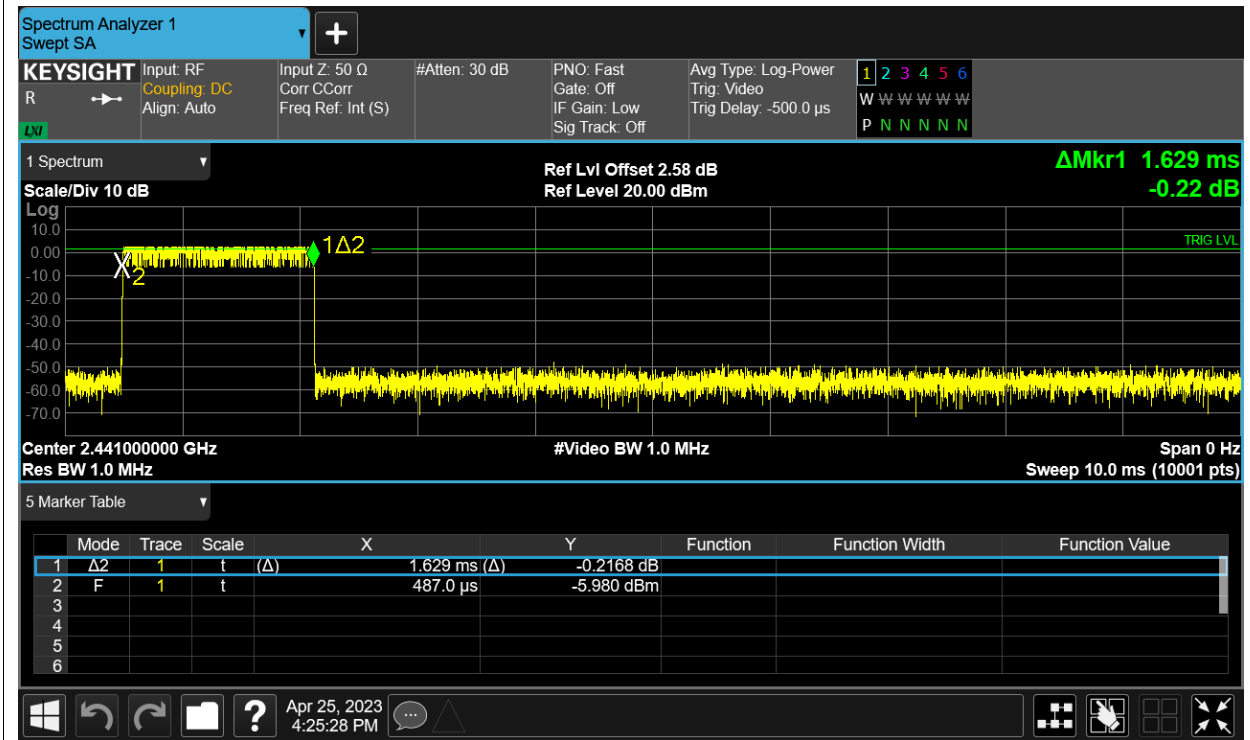 Spectrum Analyzer 1
Swept SA
KEYSIGHT Input: RF Input Z: 50 Ω #Atten: 30 dB PNO: Fast Avg Type: Log-Power 1 2 3 4 5 6
R Coupling: DC Corr CCorr Gate: Off Trig: Video W W W W W W
Align: Auto Freq Ref: Int (S) IF Gain: Low Trig Delay: -500.0 µs
LXI Sig Track: Off P N N N N N
1 Spectrum Ref Lvl Offset 2.58 dB ΔMkr1 1.629 ms
Scale/Div 10 dB Ref Level 20.00 dBm -0.22 dB
Log
10.0
TRIG LVL
0.00 1Δ2
X2
-10.0
-20.0
-30.0
-40.0
-50.0
-60.0
-70.0
Center 2.441000000 GHz #Video BW 1.0 MHz Span 0 Hz
Res BW 1.0 MHz Sweep 10.0 ms (10001 pts)
5 Marker Table
Mode Trace Scale X Y Function Function Width Function Value
1 Δ2 1 t (Δ) 1.629 ms (Δ) -0.2168 dB
2 F 1 t 487.0 µs -5.980 dBm
3
4
5
6
? Apr 25, 2023
4:25:28 PM